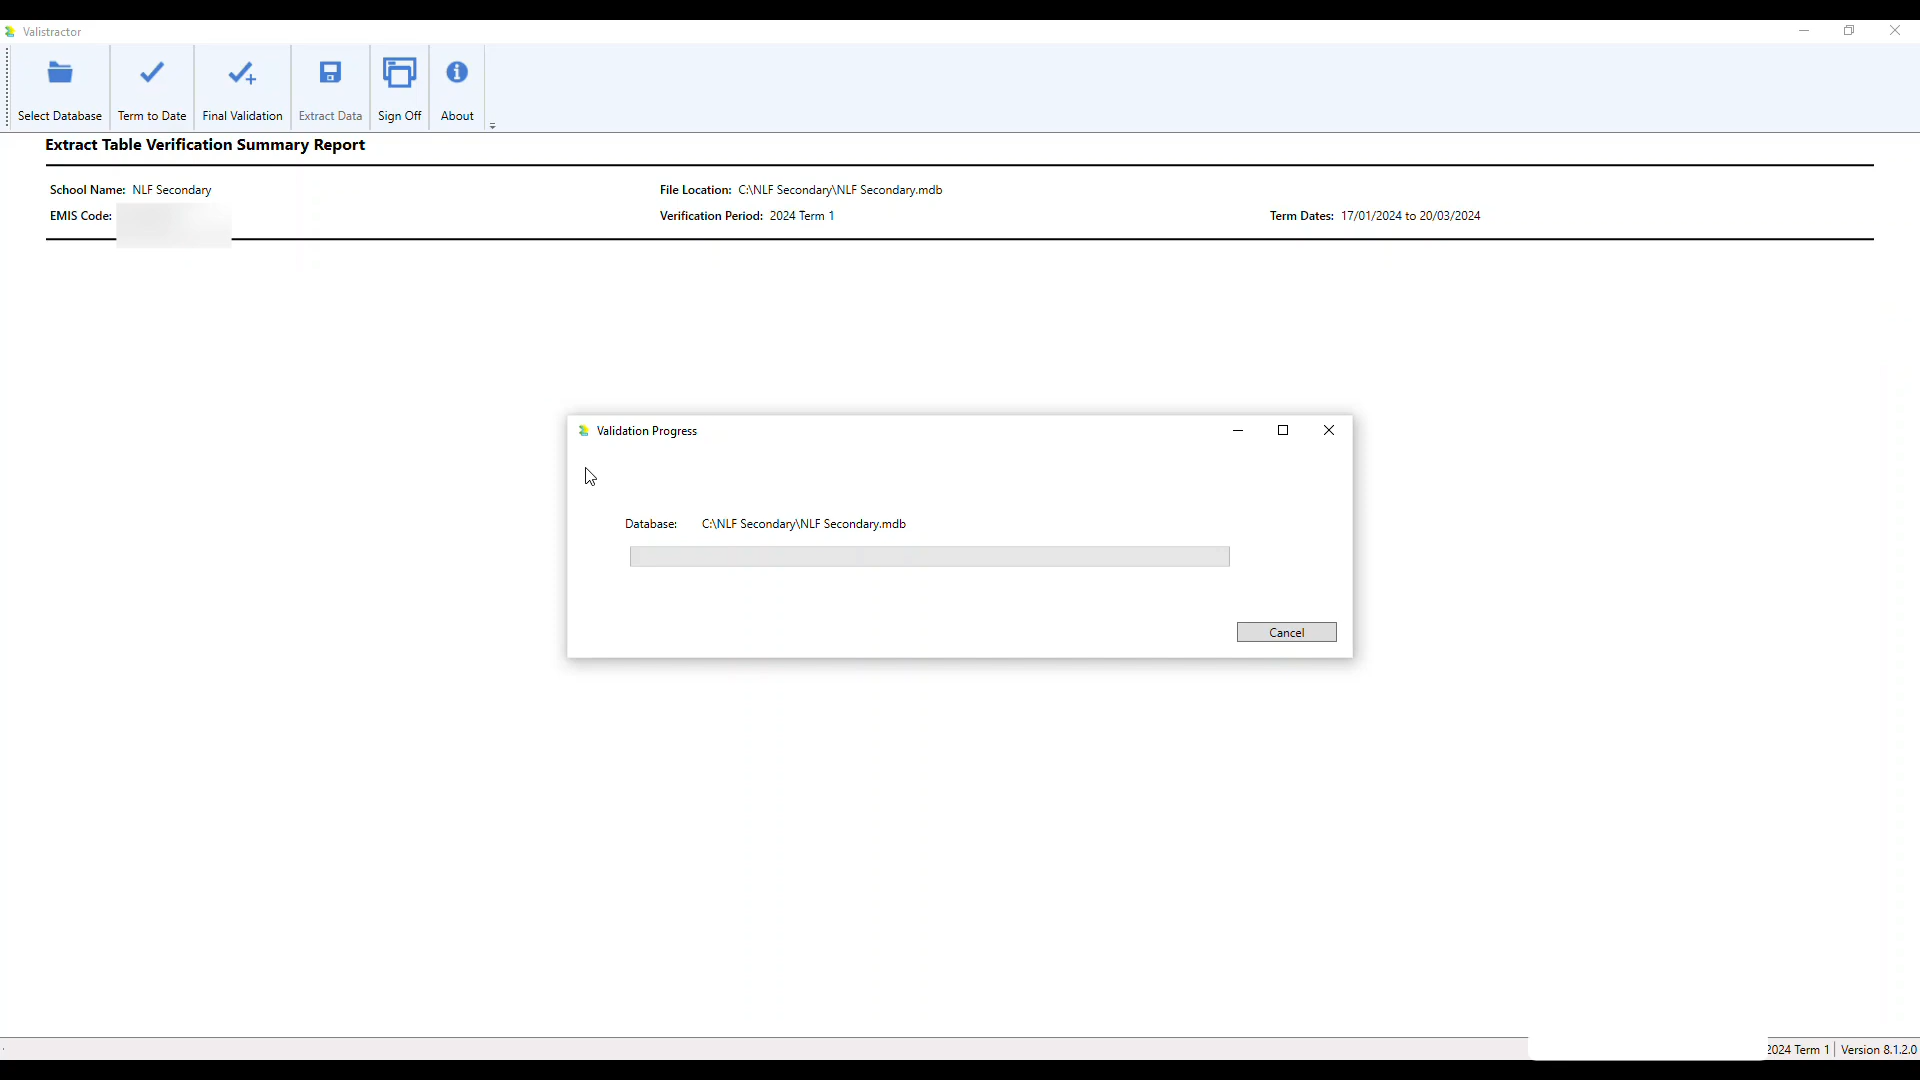 Valistractor
Select Database
Term to Date
Final Validation
Extract Data
Sign Off
About
Extract Table Verification Summary Report
School Name: NLF Secondary
File Location: C:\NLF Secondary\NLF Secondary.mdb
EMIS Code:
Verification Period: 2024 Term 1
Term Dates: 17/01/2024 to 20/03/2024
Validation Progress
Database: C:\NLF Secondary\NLF Secondary.mdb
Cancel
2024 Term 1
Version 8.1.2.0